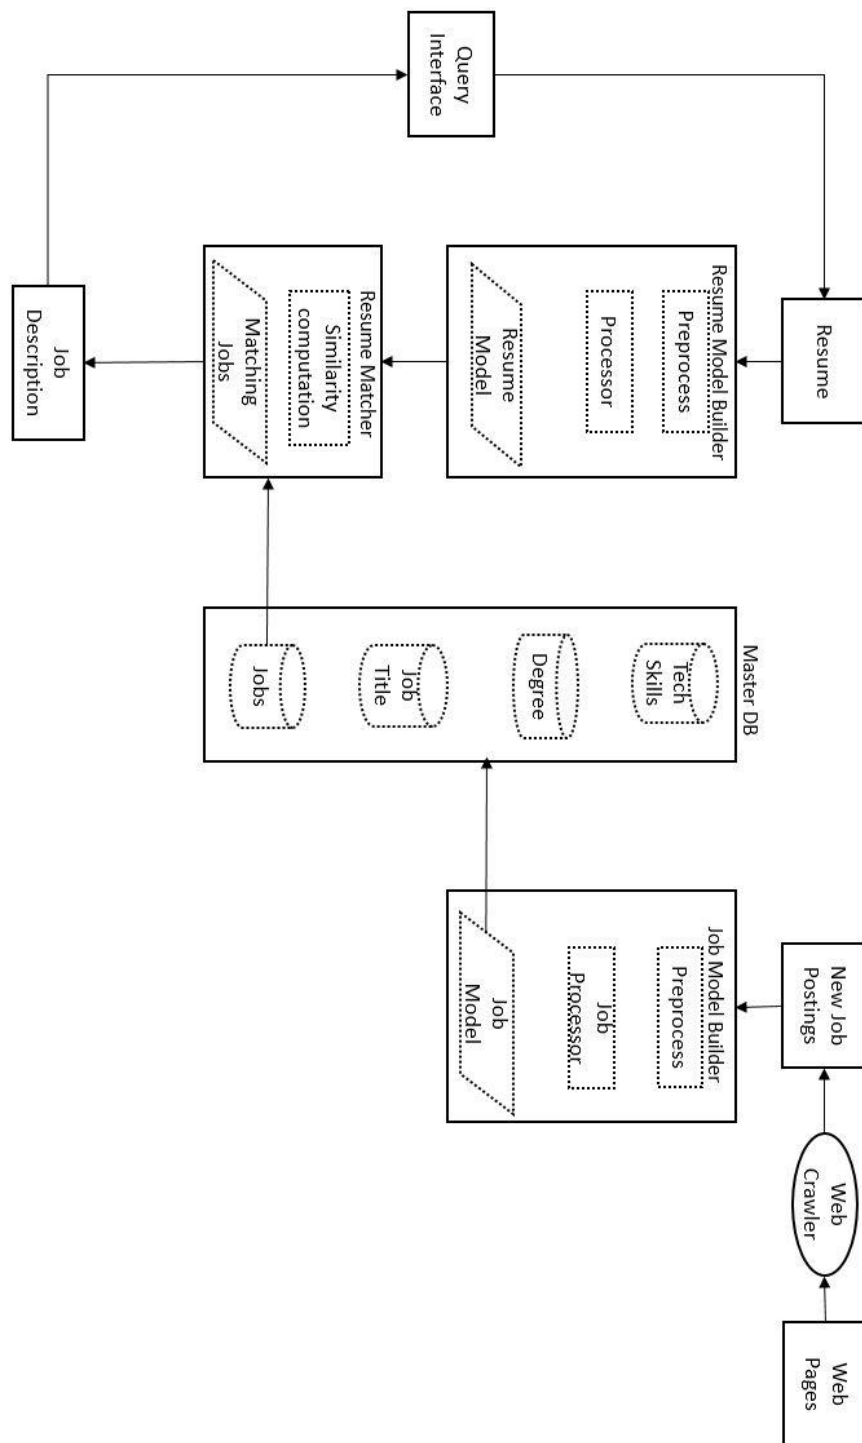 Query
Interface
Resume
Resume Model Builder
Preprocess
Processor
Resume
Model
Resume Matcher
Similarity
computation
Matching
Jobs
Job
Description
Master DB
Tech
Skills
Degree
Job
Title
Jobs
New Job
Postings
Job Model Builder
Preprocess
Job
Processor
Job
Model
Web
Crawler
Web
Pages